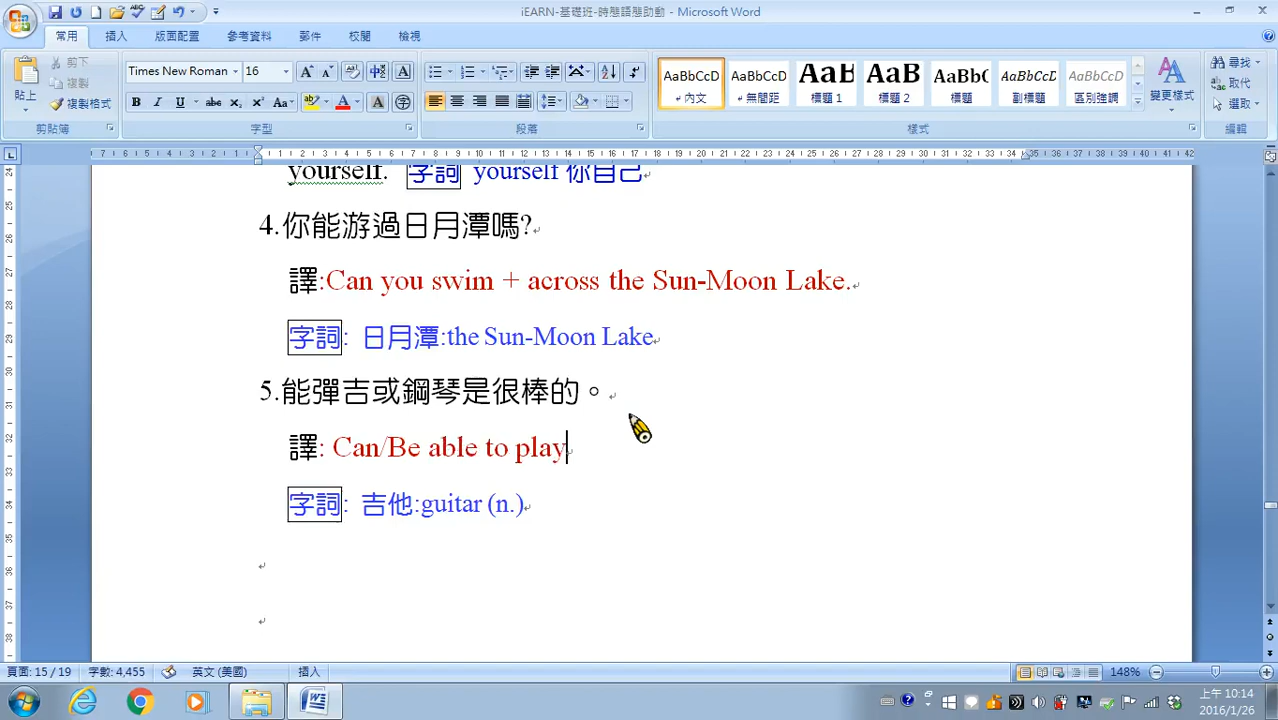 iEARN-基礎班-時態語態助動 - Microsoft Word
常用 插入 版面配置 參考資料 郵件 校閱 檢視
貼上 剪下 複製 複製格式
Times New Roman 16
AaBbCcD AaBbCcD AaB AaB AaBbC AaBbCcD AaBbCcD
內文 無間距 標題 1 標題 2 標題 副標題 區別強調 變更樣式
尋找 取代 選取
剪貼簿 字型 段落 樣式 編輯
yourself. 字詞 yourself 你自己
4.你能游過日月潭嗎?
譯:Can you swim + across the Sun-Moon Lake.
字詞: 日月潭:the Sun-Moon Lake
5.能彈吉或鋼琴是很棒的。
譯: Can/Be able to play
字詞: 吉他:guitar (n.)
頁面: 15 / 19 字數: 4,455 英文 (美國) 插入 148%
上午 10:14
2016/1/26